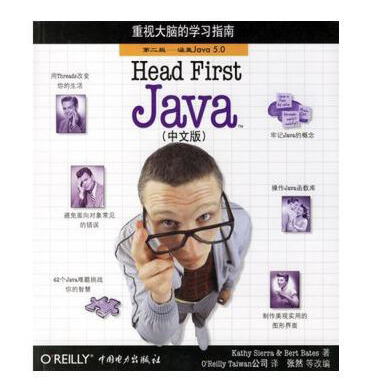 重视大脑的学习指南
第二版──涵盖Java 5.0
Head First
Java™
(中文版)
用Threads改变
你的生活
牢记Java的概念
避免面向对象常见
的错误
操作Java函数库
42个Java难题挑战
你的智慧
制作美观实用的
图形界面
Kathy Sierra & Bert Bates 著
O'REILLY® 中国电力出版社
O'Reilly Taiwan公司 译 张然 等改编